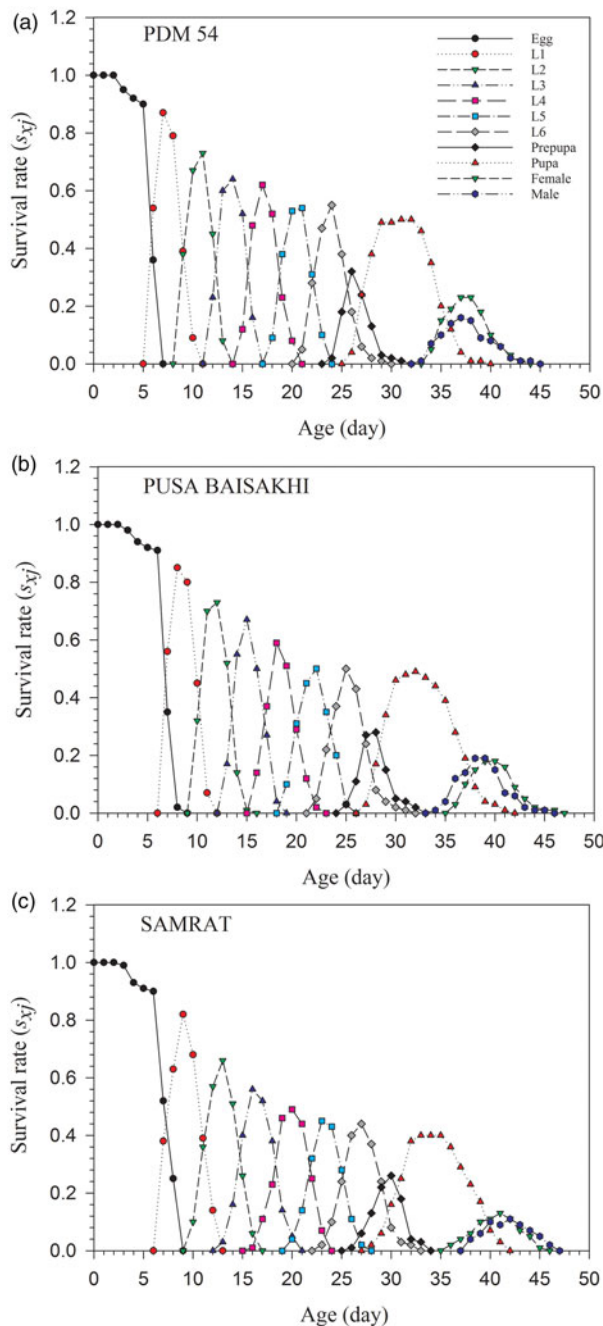 (a)
PDM 54
Egg
L1
L2
L3
L4
L5
L6
Prepupa
Pupa
Female
Male
Survival rate (sxj)
1.2
1.0
0.8
0.6
0.4
0.2
0.0
0 5 10 15 20 25 30 35 40 45 50
Age (day)
(b)
PUSA BAISAKHI
Survival rate (sxj)
1.2
1.0
0.8
0.6
0.4
0.2
0.0
0 5 10 15 20 25 30 35 40 45 50
Age (day)
(c)
SAMRAT
Survival rate (sxj)
1.2
1.0
0.8
0.6
0.4
0.2
0.0
0 5 10 15 20 25 30 35 40 45 50
Age (day)